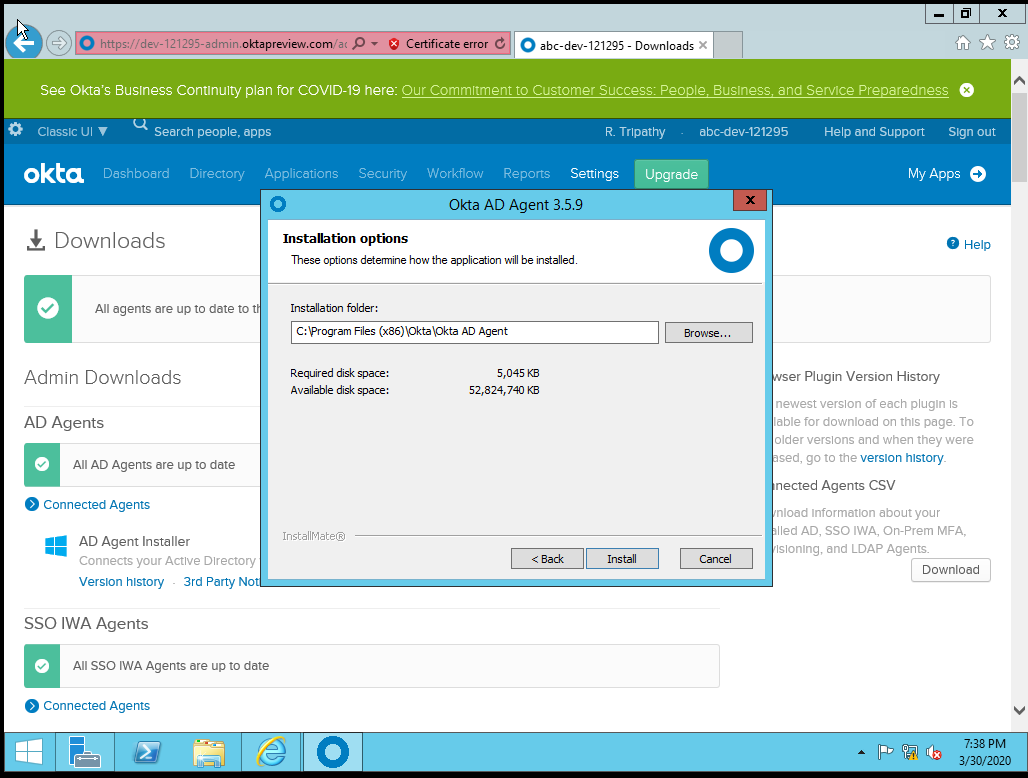 https://dev-121295-admin.oktapreview.com/ac
Certificate error
abc-dev-121295 - Downloads
See Okta's Business Continuity plan for COVID-19 here: Our Commitment to Customer Success: People, Business, and Service Preparedness
Classic UI ▼
Search people, apps
R. Tripathy · abc-dev-121295
Help and Support
Sign out
okta
Dashboard
Directory
Applications
Security
Workflow
Reports
Settings
Upgrade
My Apps
Okta AD Agent 3.5.9
X
Installation options
These options determine how the application will be installed.
Installation folder:
C:\Program Files (x86)\Okta\Okta AD Agent
Browse...
Required disk space: 5,045 KB
Available disk space: 52,824,740 KB
InstallMate®
< Back
Install
Cancel
Downloads
Help
All agents are up to date to th
Admin Downloads
AD Agents
All AD Agents are up to date
Connected Agents
AD Agent Installer
Connects your Active Directory
Version history · 3rd Party Not
SSO IWA Agents
All SSO IWA Agents are up to date
Connected Agents
wser Plugin Version History
newest version of each plugin is
lable for download on this page. To
older versions and when they were
ased, go to the version history.
nnected Agents CSV
wnload information about your
alled AD, SSO IWA, On-Prem MFA,
visioning, and LDAP Agents.
Download
7:38 PM
3/30/2020